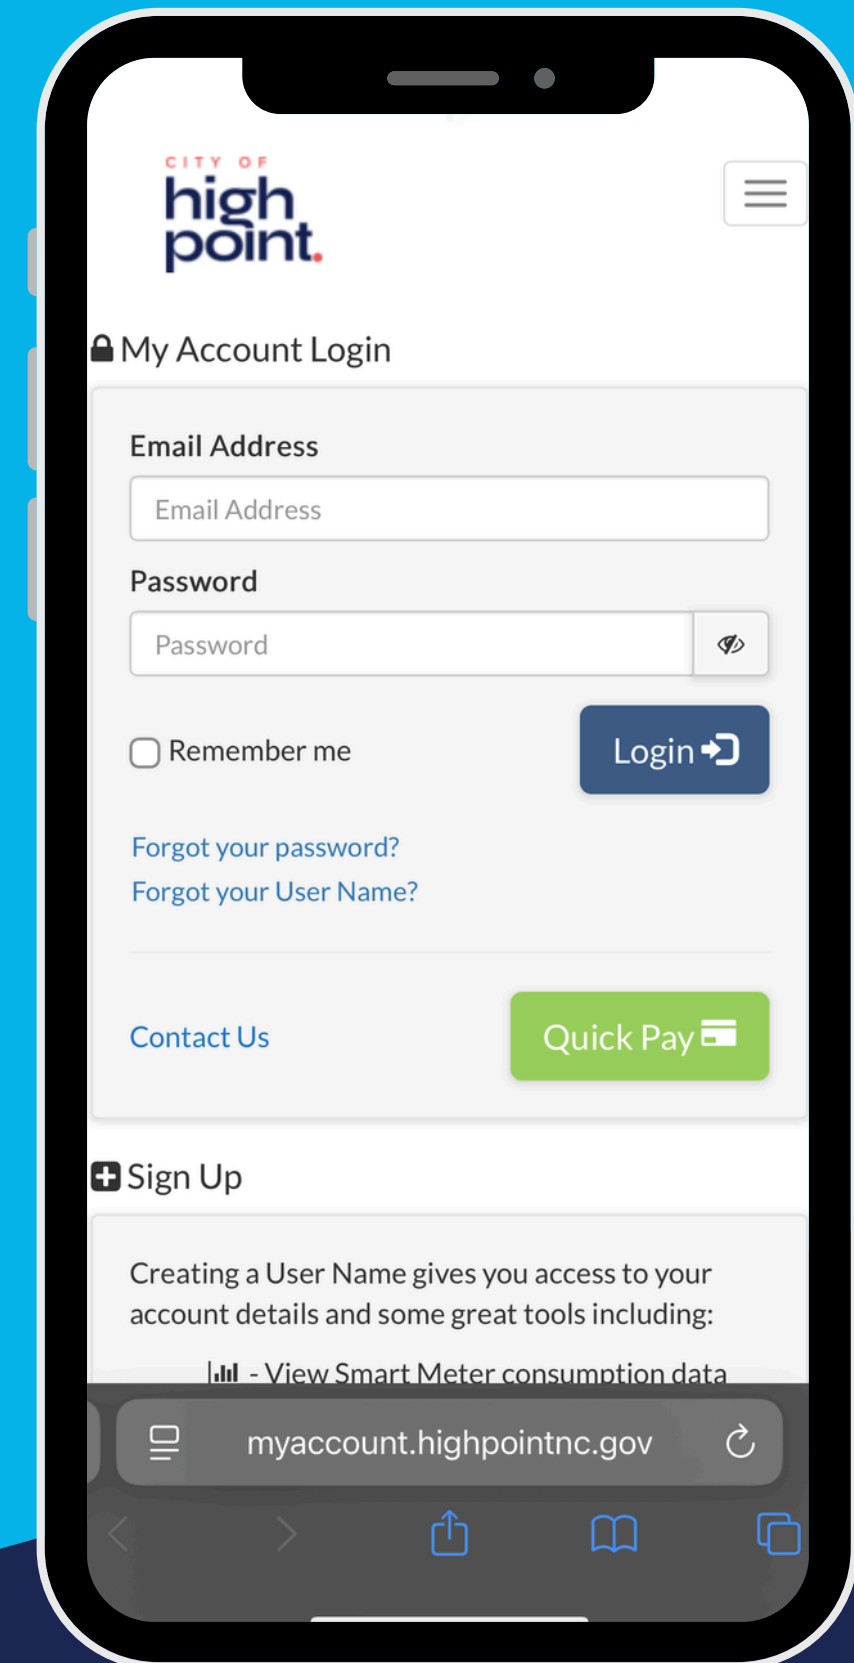 CITY OF
high
point.
My Account Login
Email Address
Email Address
Password
Password
Remember me
Login
Forgot your password?
Forgot your User Name?
Contact Us
Quick Pay
Sign Up
Creating a User Name gives you access to your
account details and some great tools including:
- View Smart Meter consumption data
myaccount.highpointnc.gov